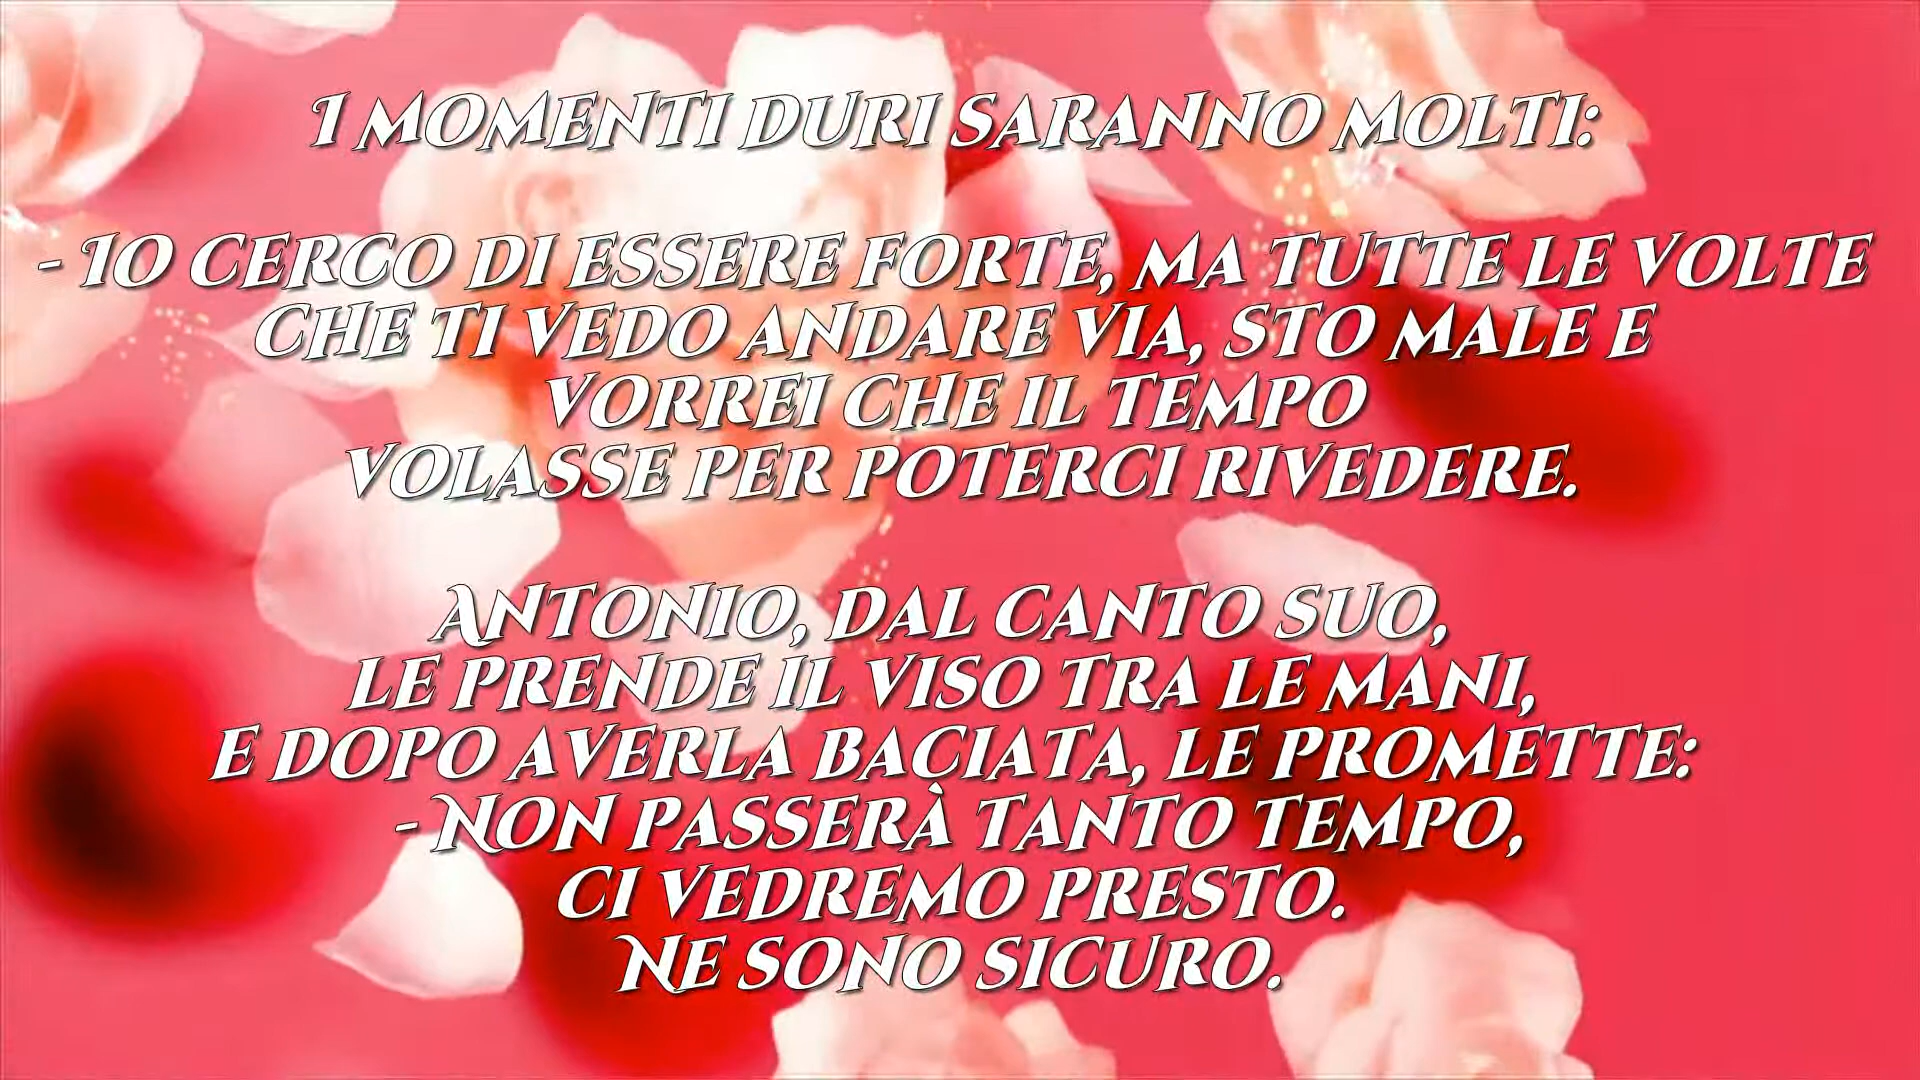 I momenti duri saranno molti:
- Io cerco di essere forte, ma tutte le volte
che ti vedo andare via, sto male e
vorrei che il tempo
volasse per poterci rivedere.
Antonio, dal canto suo,
le prende il viso tra le mani,
e dopo averla baciata, le promette:
- Non passerà tanto tempo,
ci vedremo presto.
Ne sono sicuro.